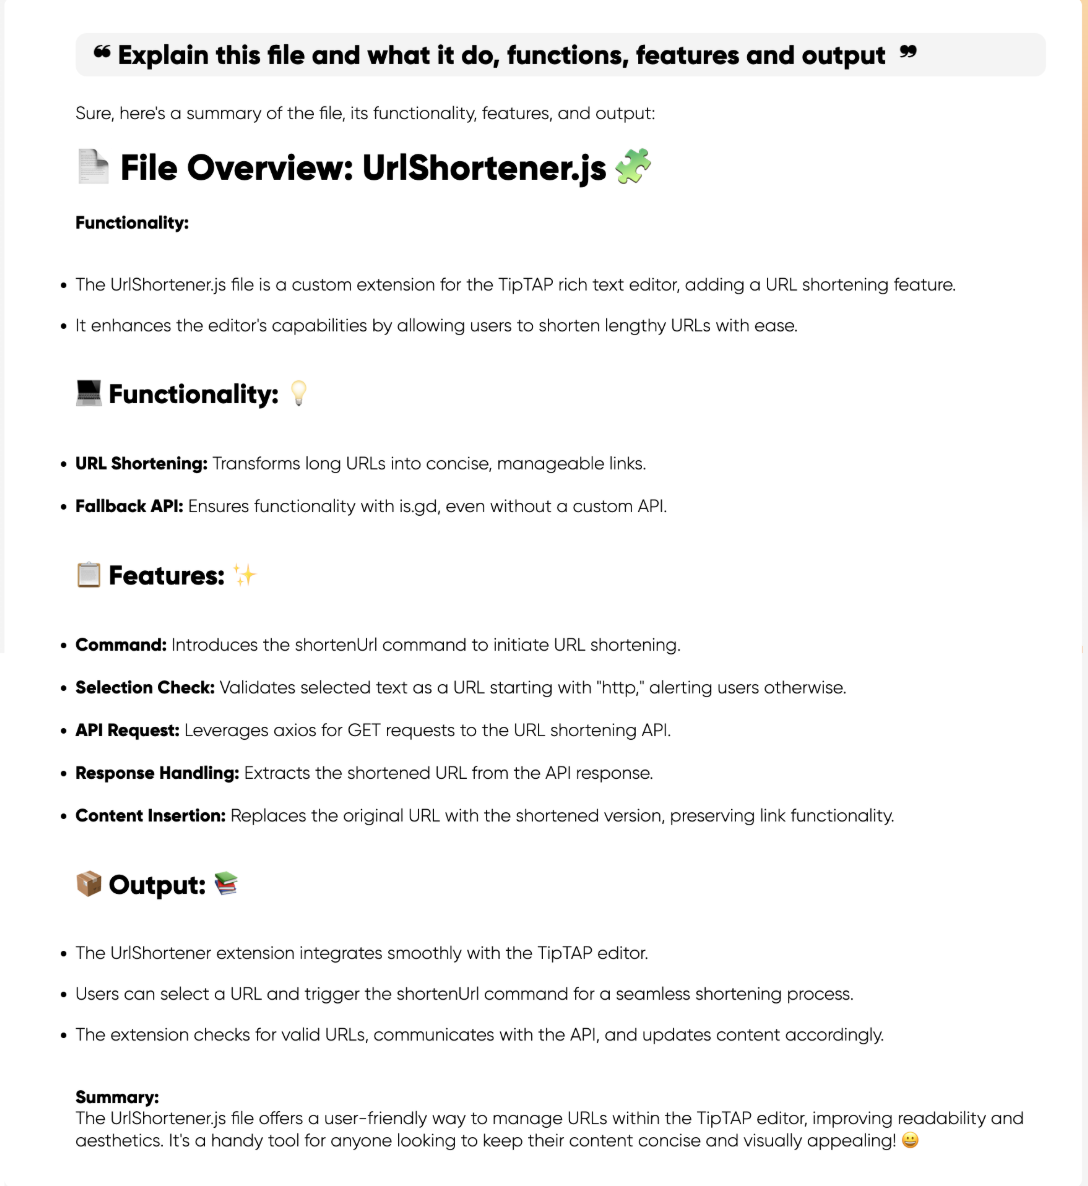 ❝ Explain this file and what it do, functions, features and output ❞
Sure, here's a summary of the file, its functionality, features, and output:
📄 File Overview: UrlShortener.js 🧩
Functionality:
• The UrlShortener.js file is a custom extension for the TipTAP rich text editor, adding a URL shortening feature.
• It enhances the editor's capabilities by allowing users to shorten lengthy URLs with ease.
💻 Functionality: 💡
• URL Shortening: Transforms long URLs into concise, manageable links.
• Fallback API: Ensures functionality with is.gd, even without a custom API.
📋 Features: ✨
• Command: Introduces the shortenUrl command to initiate URL shortening.
• Selection Check: Validates selected text as a URL starting with "http," alerting users otherwise.
• API Request: Leverages axios for GET requests to the URL shortening API.
• Response Handling: Extracts the shortened URL from the API response.
• Content Insertion: Replaces the original URL with the shortened version, preserving link functionality.
📦 Output: 📚
• The UrlShortener extension integrates smoothly with the TipTAP editor.
• Users can select a URL and trigger the shortenUrl command for a seamless shortening process.
• The extension checks for valid URLs, communicates with the API, and updates content accordingly.
Summary:
The UrlShortener.js file offers a user-friendly way to manage URLs within the TipTAP editor, improving readability and
aesthetics. It's a handy tool for anyone looking to keep their content concise and visually appealing! 😀